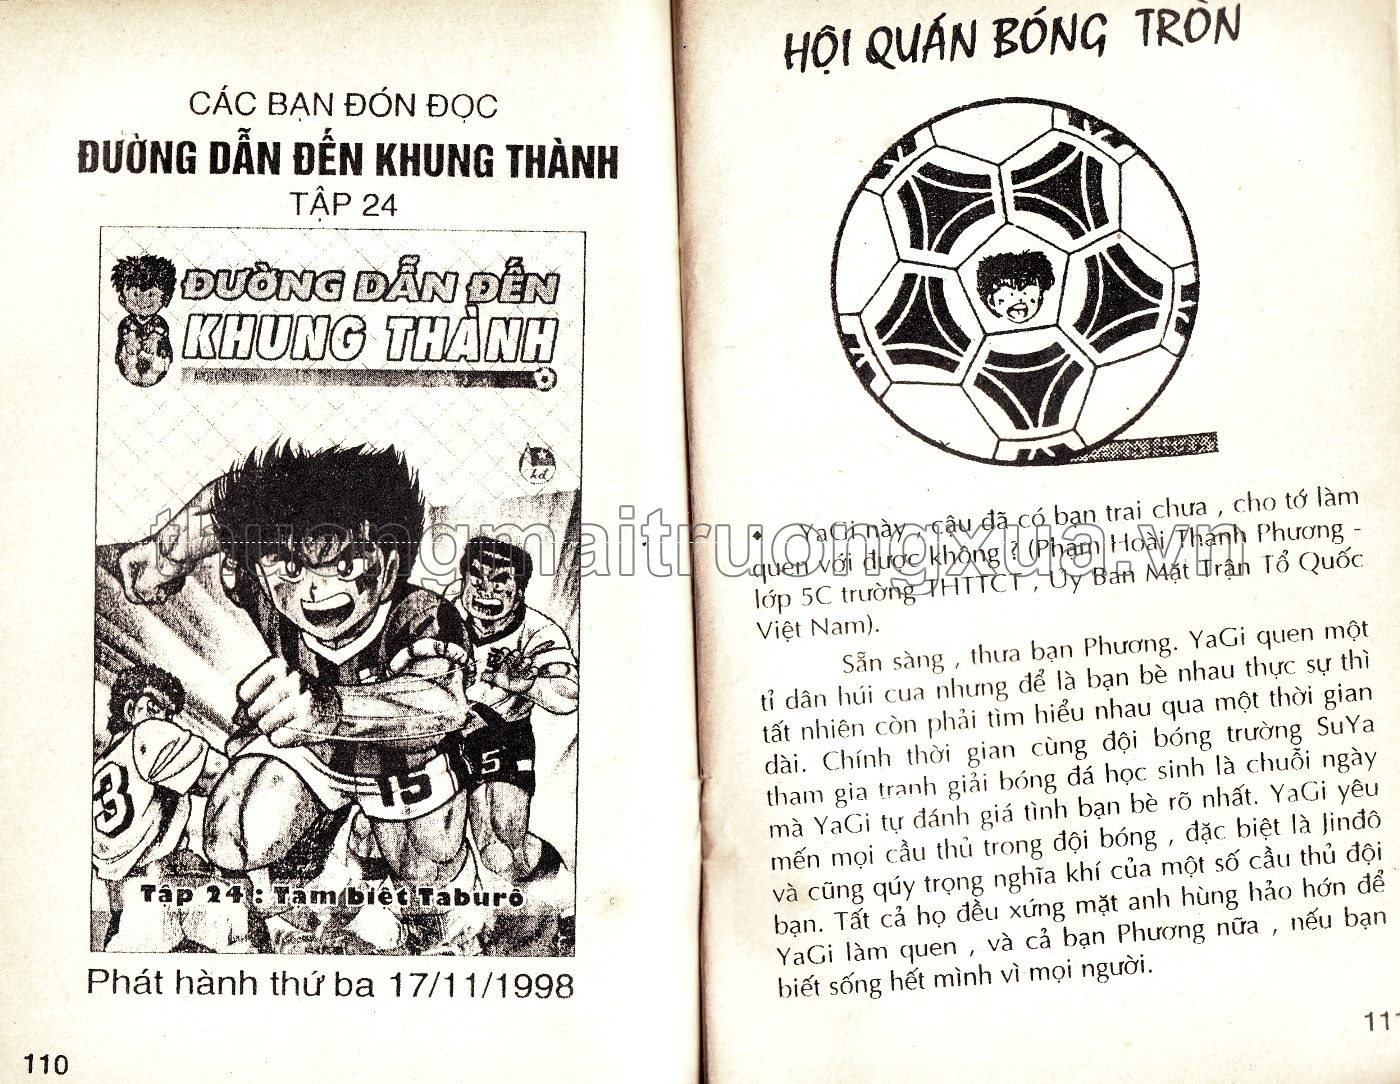 CÁC BẠN ĐÓN ĐỌC
ĐƯỜNG DẪN ĐẾN KHUNG THÀNH
TẬP 24
ĐƯỜNG DẪN ĐẾN
KHUNG THÀNH
kđ
3
15
5
Tập 24 : Tạm biệt Taburô
Phát hành thứ ba 17/11/1998
110
HỘI QUÁN BÓNG TRÒN
• YaGi này , cậu đã có bạn trai chưa , cho tớ làm
quen với được không ? (Phạm Hoài Thanh Phương -
lớp 5C trường THTTCT , Ủy Ban Mặt Trận Tổ Quốc
Việt Nam).
Sẵn sàng , thưa bạn Phương. YaGi quen một
tỉ dân húi cua nhưng để là bạn bè nhau thực sự thì
tất nhiên còn phải tìm hiểu nhau qua một thời gian
dài. Chính thời gian cùng đội bóng trường SuYa
tham gia tranh giải bóng đá học sinh là chuỗi ngày
mà YaGi tự đánh giá tình bạn bè rõ nhất. YaGi yêu
mến mọi cầu thủ trong đội bóng , đặc biệt là Jinđô
và cũng qúy trọng nghĩa khí của một số cầu thủ đội
bạn. Tất cả họ đều xứng mặt anh hùng hảo hớn để
YaGi làm quen , và cả bạn Phương nữa , nếu bạn
biết sống hết mình vì mọi người.
111
thuongmaitruongxua.vn